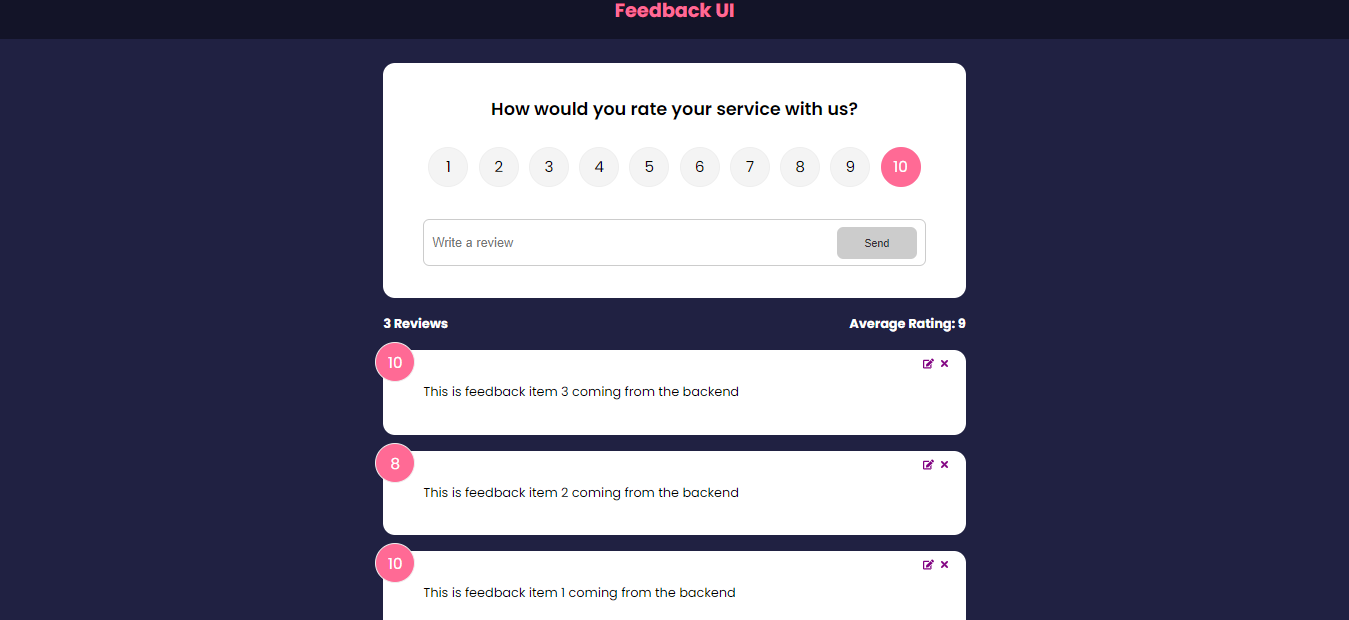 Feedback UI
How would you rate your service with us?
1 2 3 4 5 6 7 8 9 10
Write a review Send
3 Reviews Average Rating: 9
10
This is feedback item 3 coming from the backend
8
This is feedback item 2 coming from the backend
10
This is feedback item 1 coming from the backend